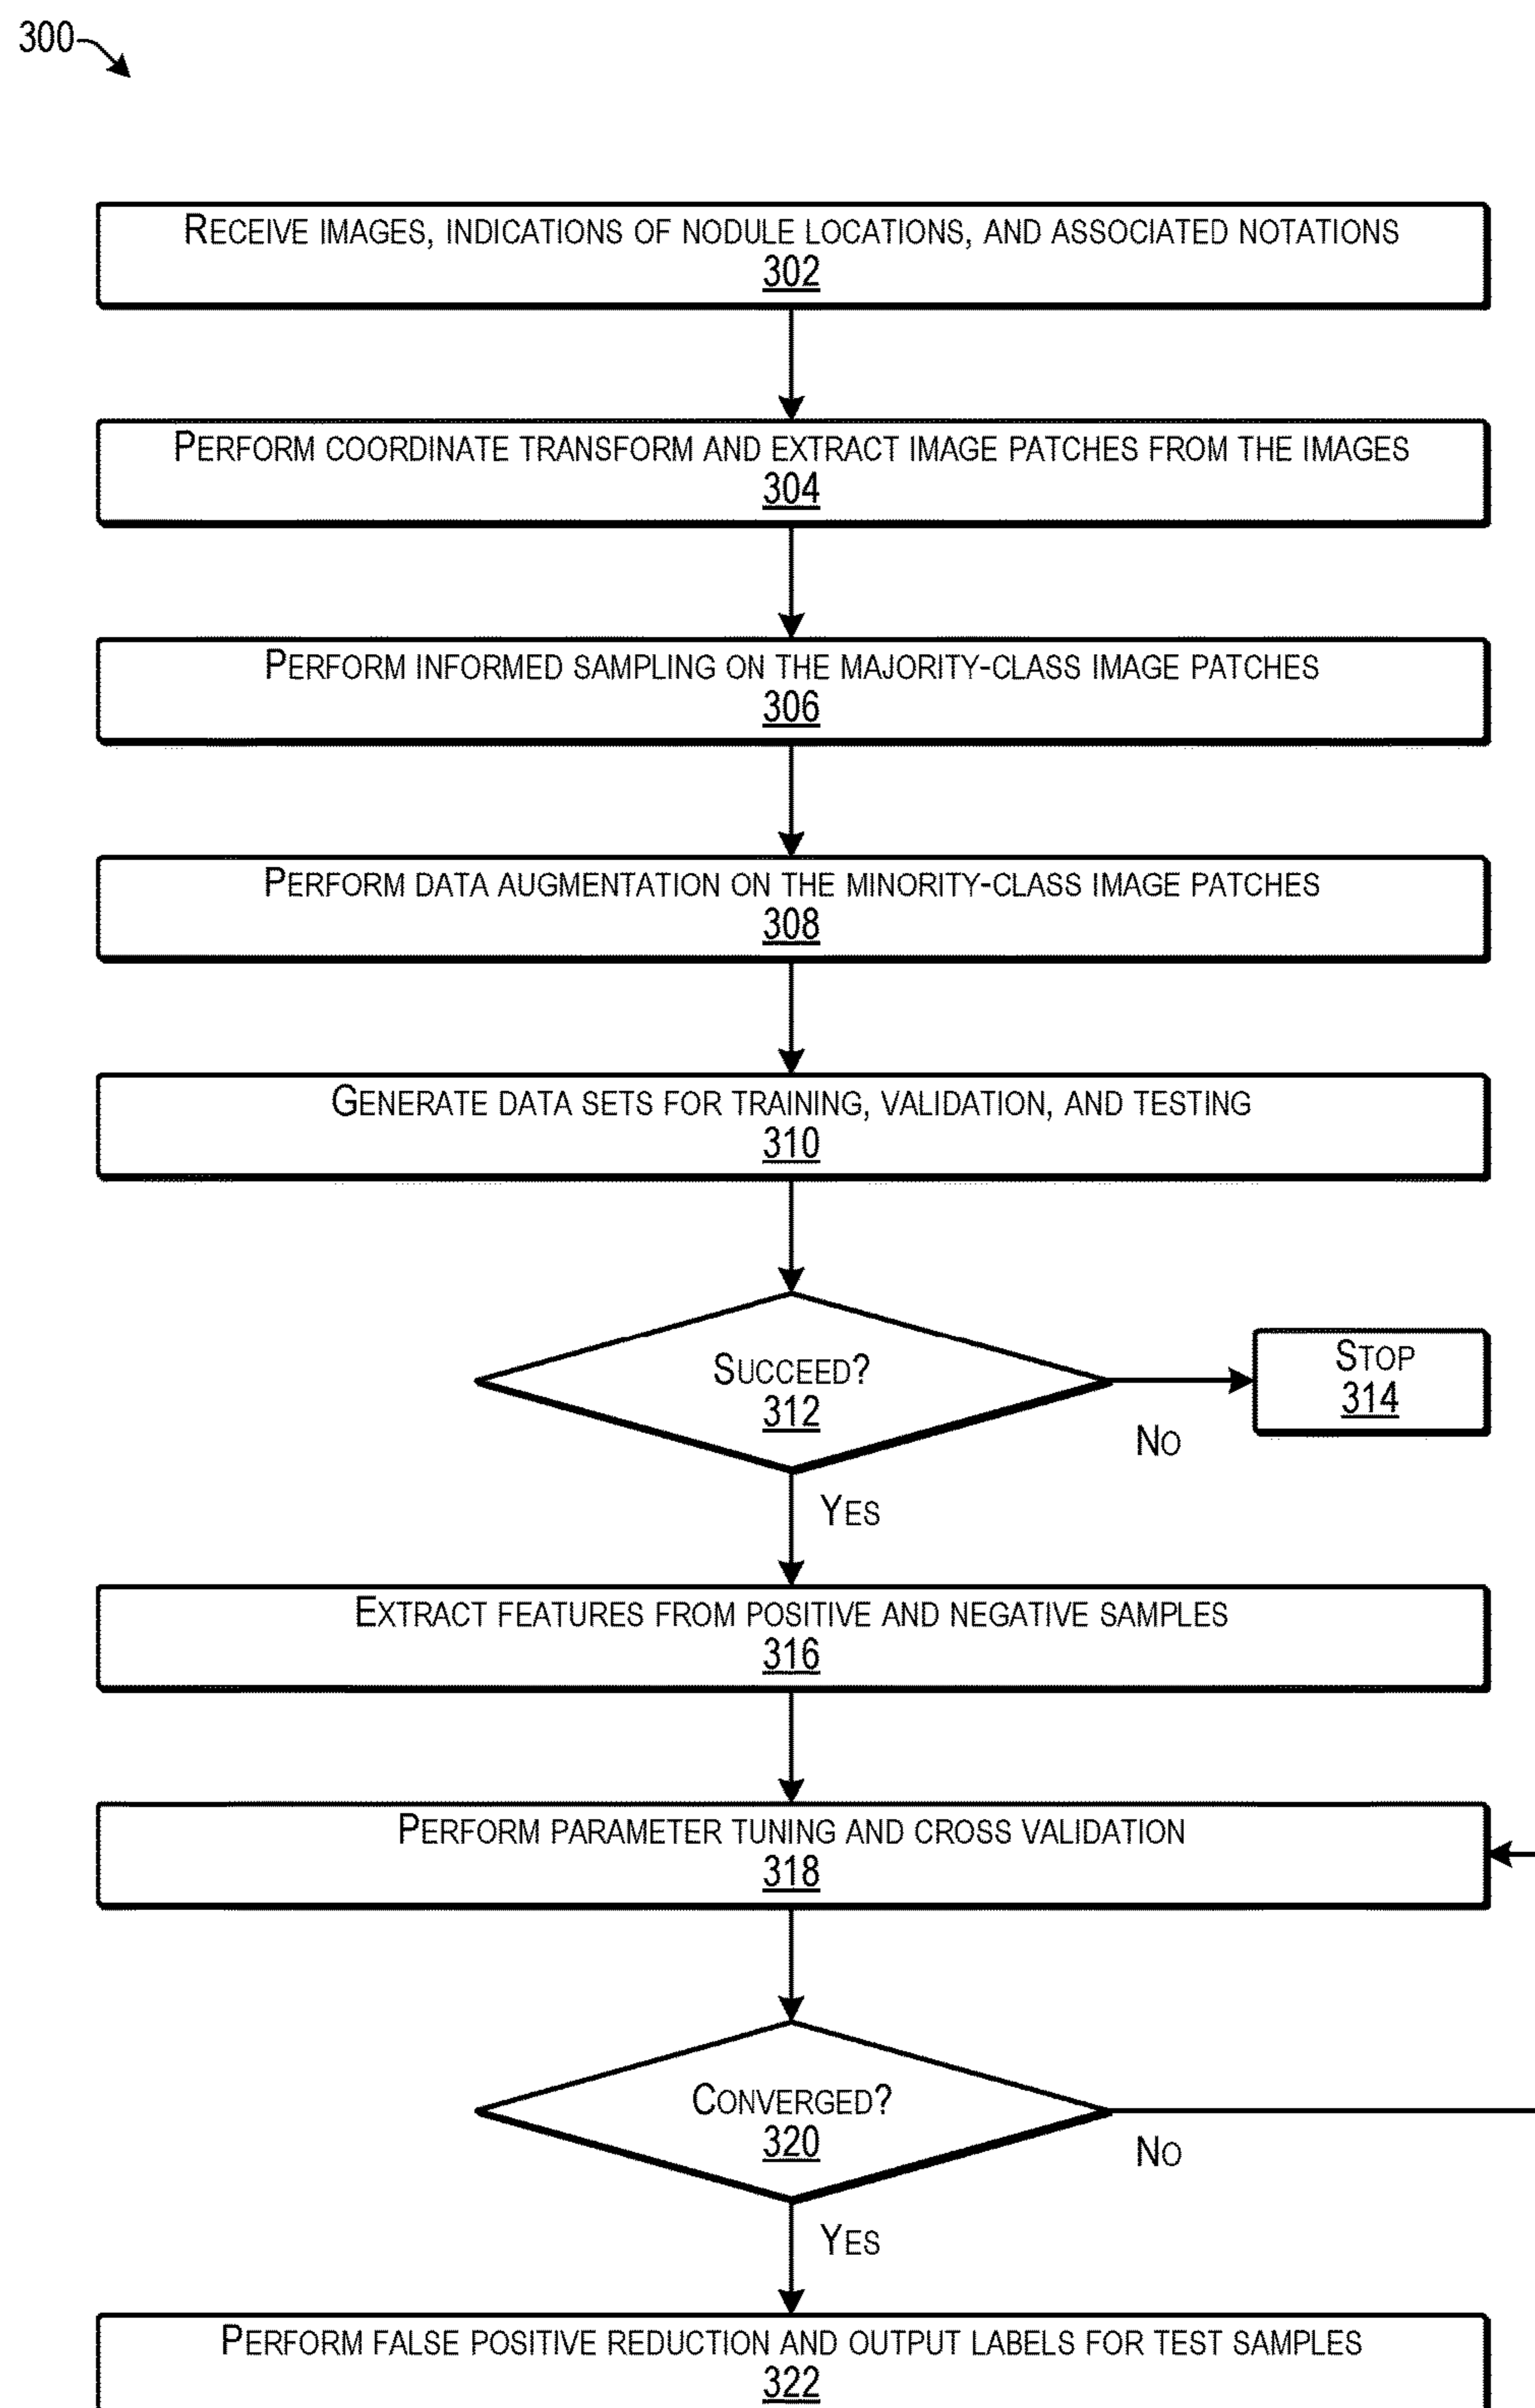 300
Receive images, indications of nodule locations, and associated notations
302
Perform coordinate transform and extract image patches from the images
304
Perform informed sampling on the majority-class image patches
306
Perform data augmentation on the minority-class image patches
308
Generate data sets for training, validation, and testing
310
Succeed?
312
Stop
314
No
Yes
Extract features from positive and negative samples
316
Perform parameter tuning and cross validation
318
Converged?
320
No
Yes
Perform false positive reduction and output labels for test samples
322